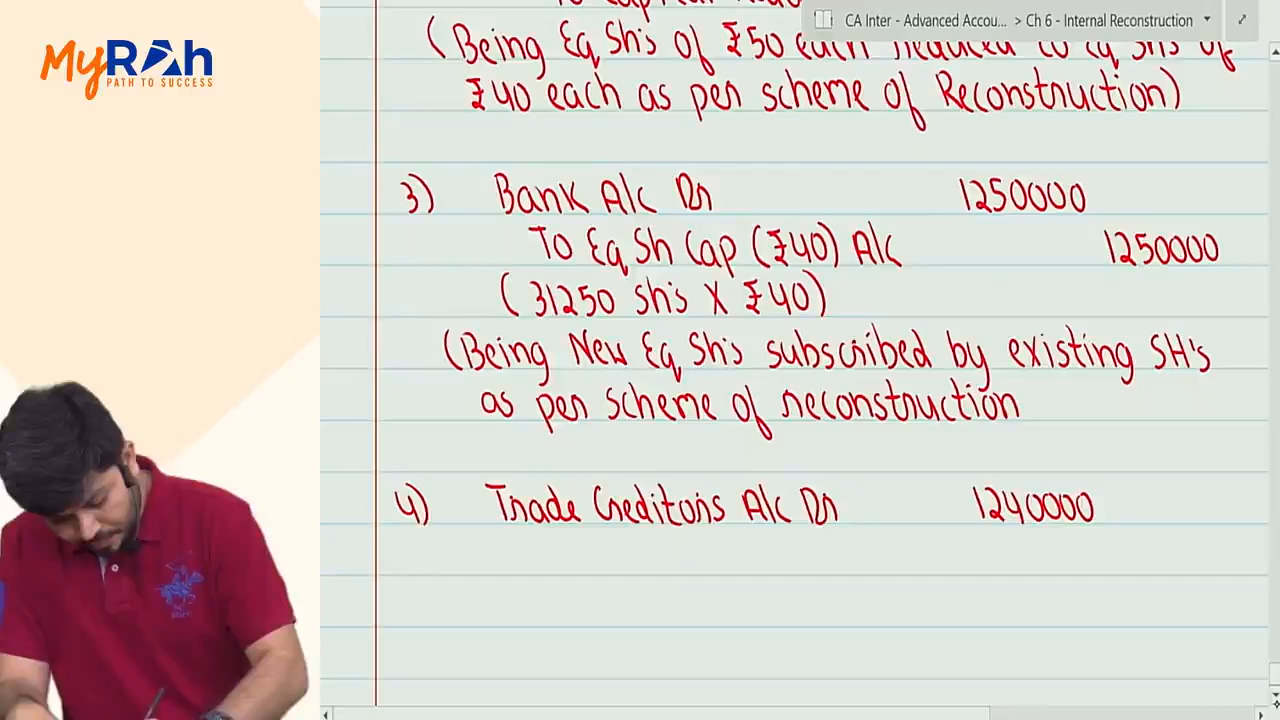 MyRAh
PATH TO SUCCESS
CA Inter - Advanced Accou... > Ch 6 - Internal Reconstruction
(Being Eq Sh's of ₹50 each reduced to Eq Sh's of
₹40 each as per scheme of Reconstruction)
3) Bank A/c Dr 1250000
To Eq Sh Cap (₹40) A/c 1250000
(31250 Sh's X ₹40)
(Being New Eq Sh's subscribed by existing SH's
as per scheme of reconstruction
4) Trade Creditors A/c Dr 1240000